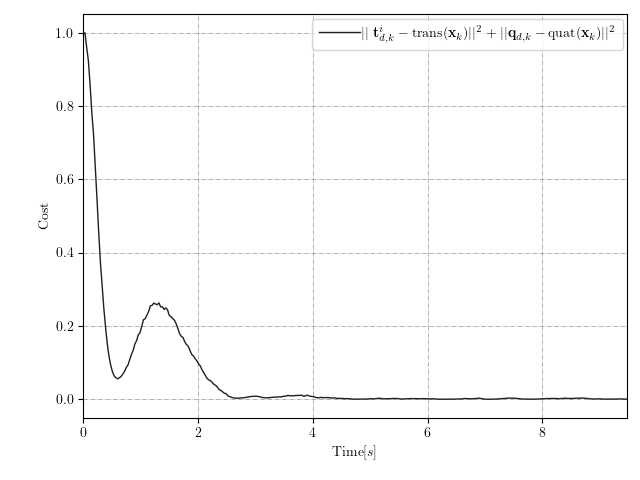 || t^i_{d,k} − trans(x_k)||^2 + ||q_{d,k} − quat(x_k)||^2
1.0
0.8
0.6
0.4
0.2
0.0
Cost
0 2 4 6 8
Time[s]